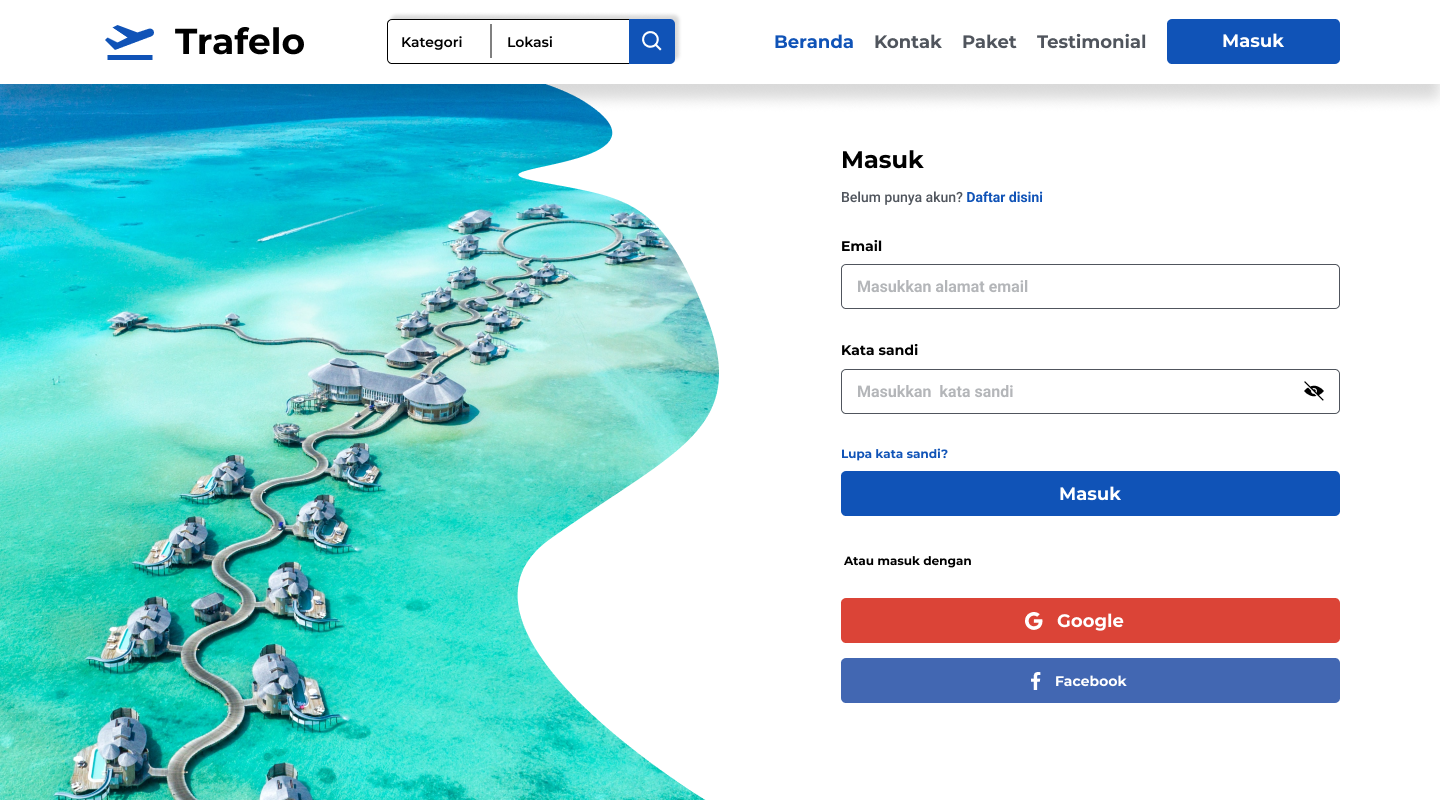 Trafelo
Kategori
Lokasi
Beranda
Kontak
Paket
Testimonial
Masuk
Masuk
Belum punya akun? Daftar disini
Email
Masukkan alamat email
Kata sandi
Masukkan  kata sandi
Lupa kata sandi?
Masuk
Atau masuk dengan
Google
Facebook